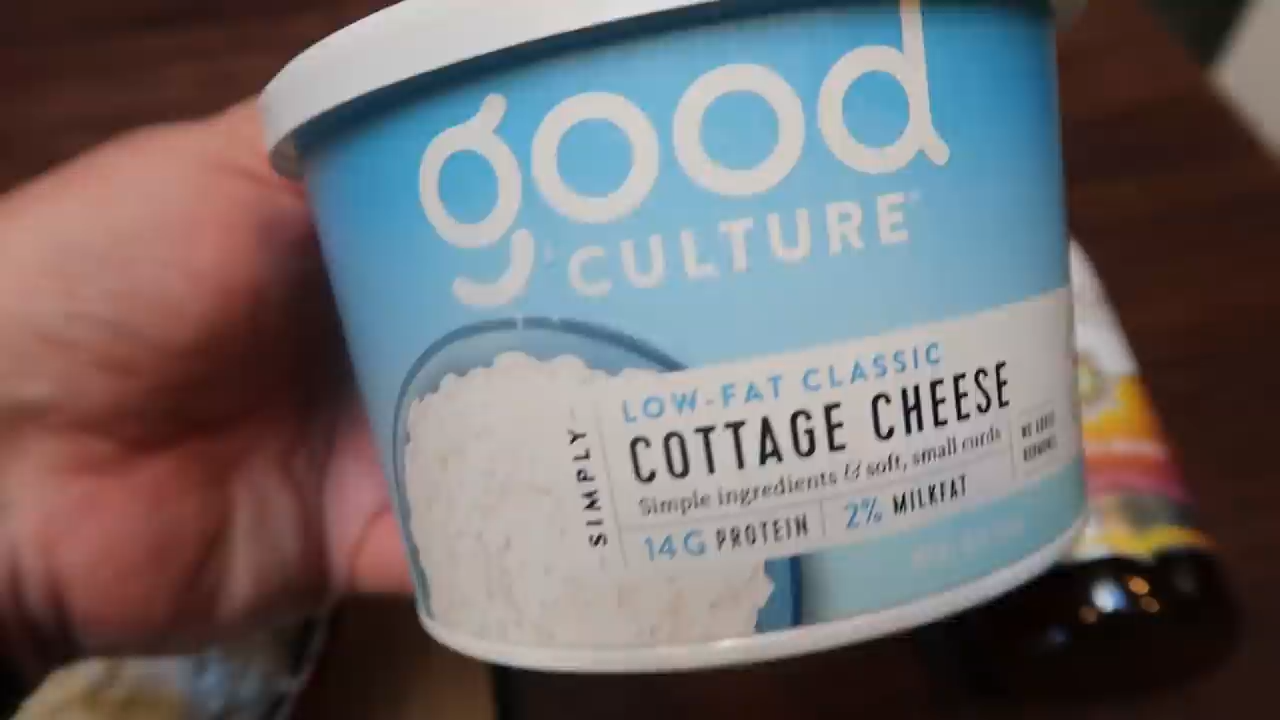 good
CULTURE
LOW-FAT CLASSIC
SIMPLY
COTTAGE CHEESE
Simple ingredients & soft, small curds
14G PROTEIN | 2% MILKFAT